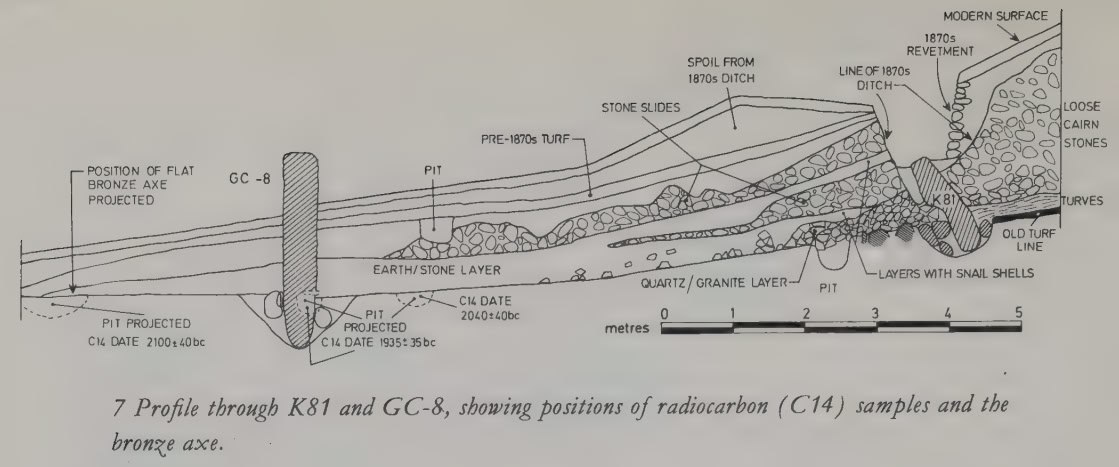 MODERN SURFACE
1870s
REVETMENT
SPOIL FROM
1870s DITCH
LINE OF 1870s
DITCH
STONE SLIDES
LOOSE
CAIRN
STONES
PRE-1870s TURF
POSITION OF FLAT
BRONZE AXE
PROJECTED
GC-8
PIT
K81
TURVES
OLD TURF
LINE
EARTH/STONE LAYER
LAYERS WITH SNAIL SHELLS
QUARTZ/GRANITE LAYER
PIT
C14 DATE
2040±40bc
PIT
PROJECTED
C14 DATE 1935±35bc
PIT PROJECTED
C14 DATE 2100±40bc
metres
0 1 2 3 4 5
7 Profile through K81 and GC-8, showing positions of radiocarbon (C14) samples and the
bronze axe.